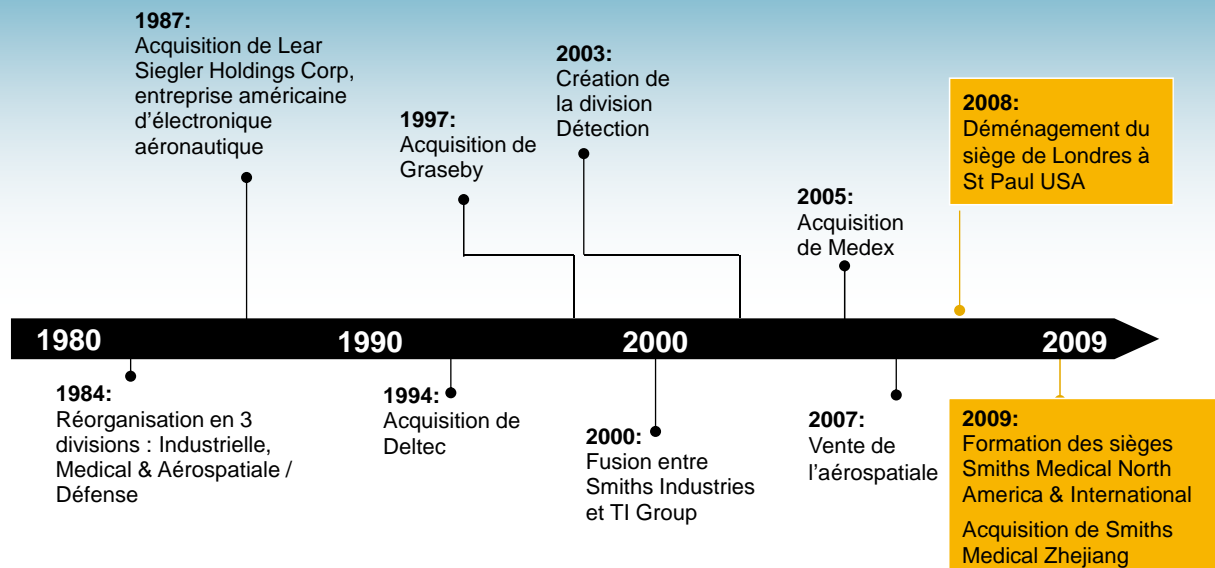 1987:
Acquisition de Lear
Siegler Holdings Corp,
entreprise américaine
d'électronique
aéronautique
1997:
Acquisition de
Graseby
2003:
Création de
la division
Détection
2005:
Acquisition
de Medex
2008:
Déménagement du
siège de Londres à
St Paul USA
1980
1990
2000
2009
1984:
Réorganisation en 3
divisions : Industrielle,
Medical & Aérospatiale /
Défense
1994:
Acquisition de
Deltec
2000:
Fusion entre
Smiths Industries
et TI Group
2007:
Vente de
l'aérospatiale
2009:
Formation des sièges
Smiths Medical North
America & International
Acquisition de Smiths
Medical Zhejiang